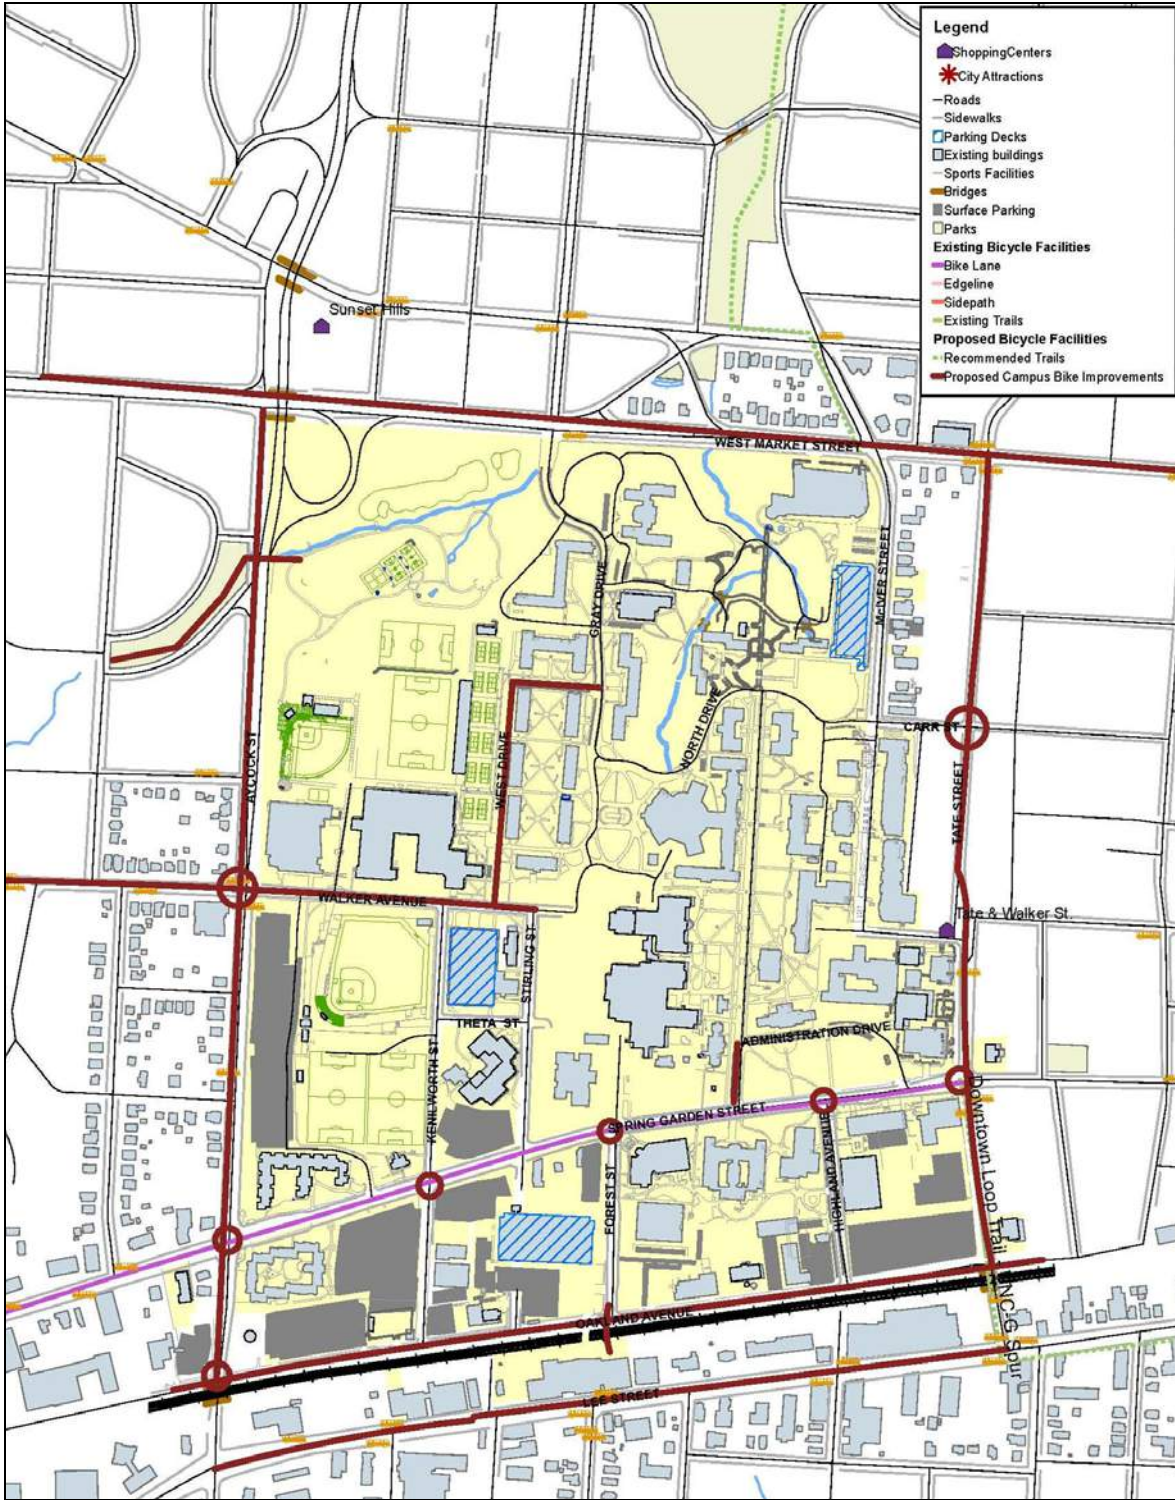 Legend
ShoppingCenters
City Attractions
Roads
Sidewalks
Parking Decks
Existing buildings
Sports Facilities
Bridges
Surface Parking
Parks
Existing Bicycle Facilities
Bike Lane
Edgeline
Sidepath
Existing Trails
Proposed Bicycle Facilities
Recommended Trails
Proposed Campus Bike Improvements
Sunset Hills
WEST MARKET STREET
McIVER STREET
GRAY DRIVE
NORTH DRIVE
CARR ST
WEST DRIVE
AYCOCK ST
TATE STREET
WALKER AVENUE
Tate & Walker St.
STIRLING ST
THETA ST
KENILWORTH ST
ADMINISTRATION DRIVE
SPRING GARDEN STREET
HIGHLAND AVENUE
FOREST ST
Downtown Loop Trail
UNC-G Spur
OAKLAND AVENUE
LEE STREET